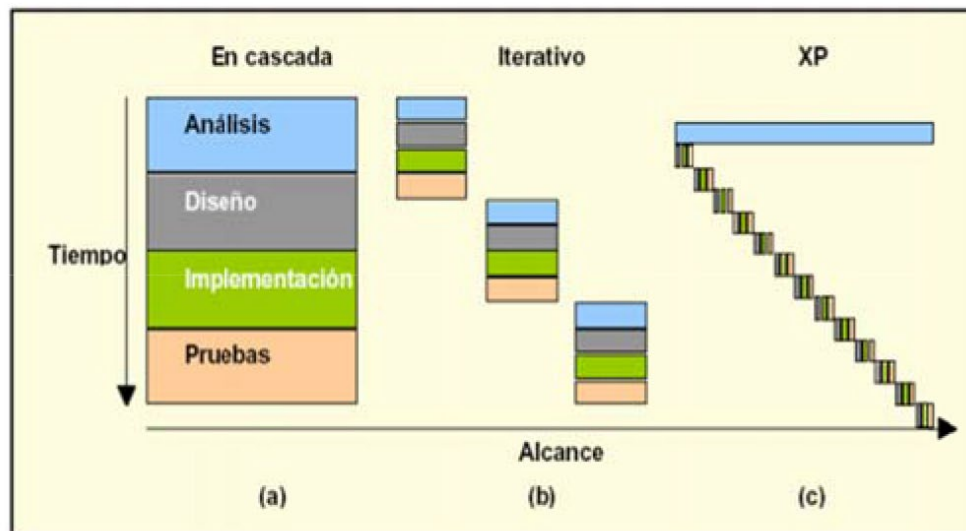 En cascada
Iterativo
XP
Análisis
Diseño
Tiempo
Implementación
Pruebas
Alcance
(a)
(b)
(c)